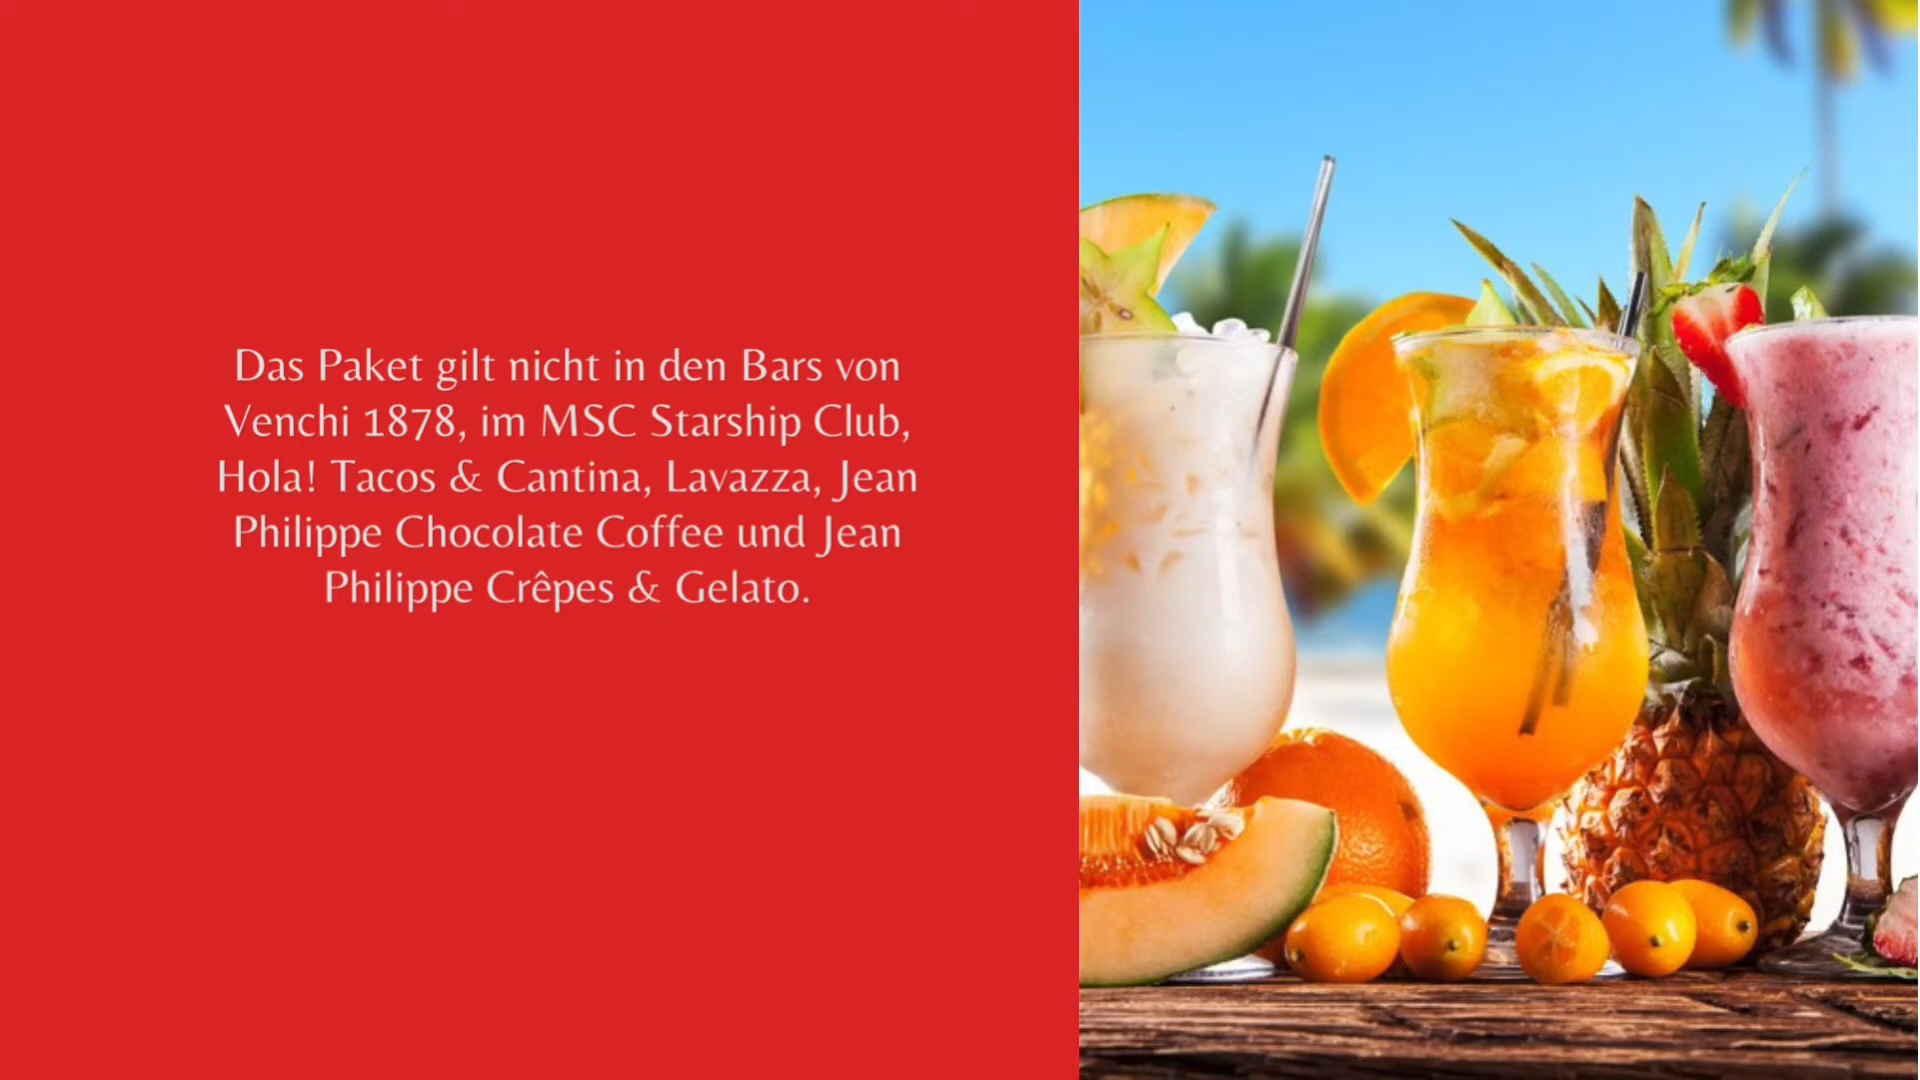 Das Paket gilt nicht in den Bars von
Venchi 1878, im MSC Starship Club,
Hola! Tacos & Cantina, Lavazza, Jean
Philippe Chocolate Coffee und Jean
Philippe Crêpes & Gelato.